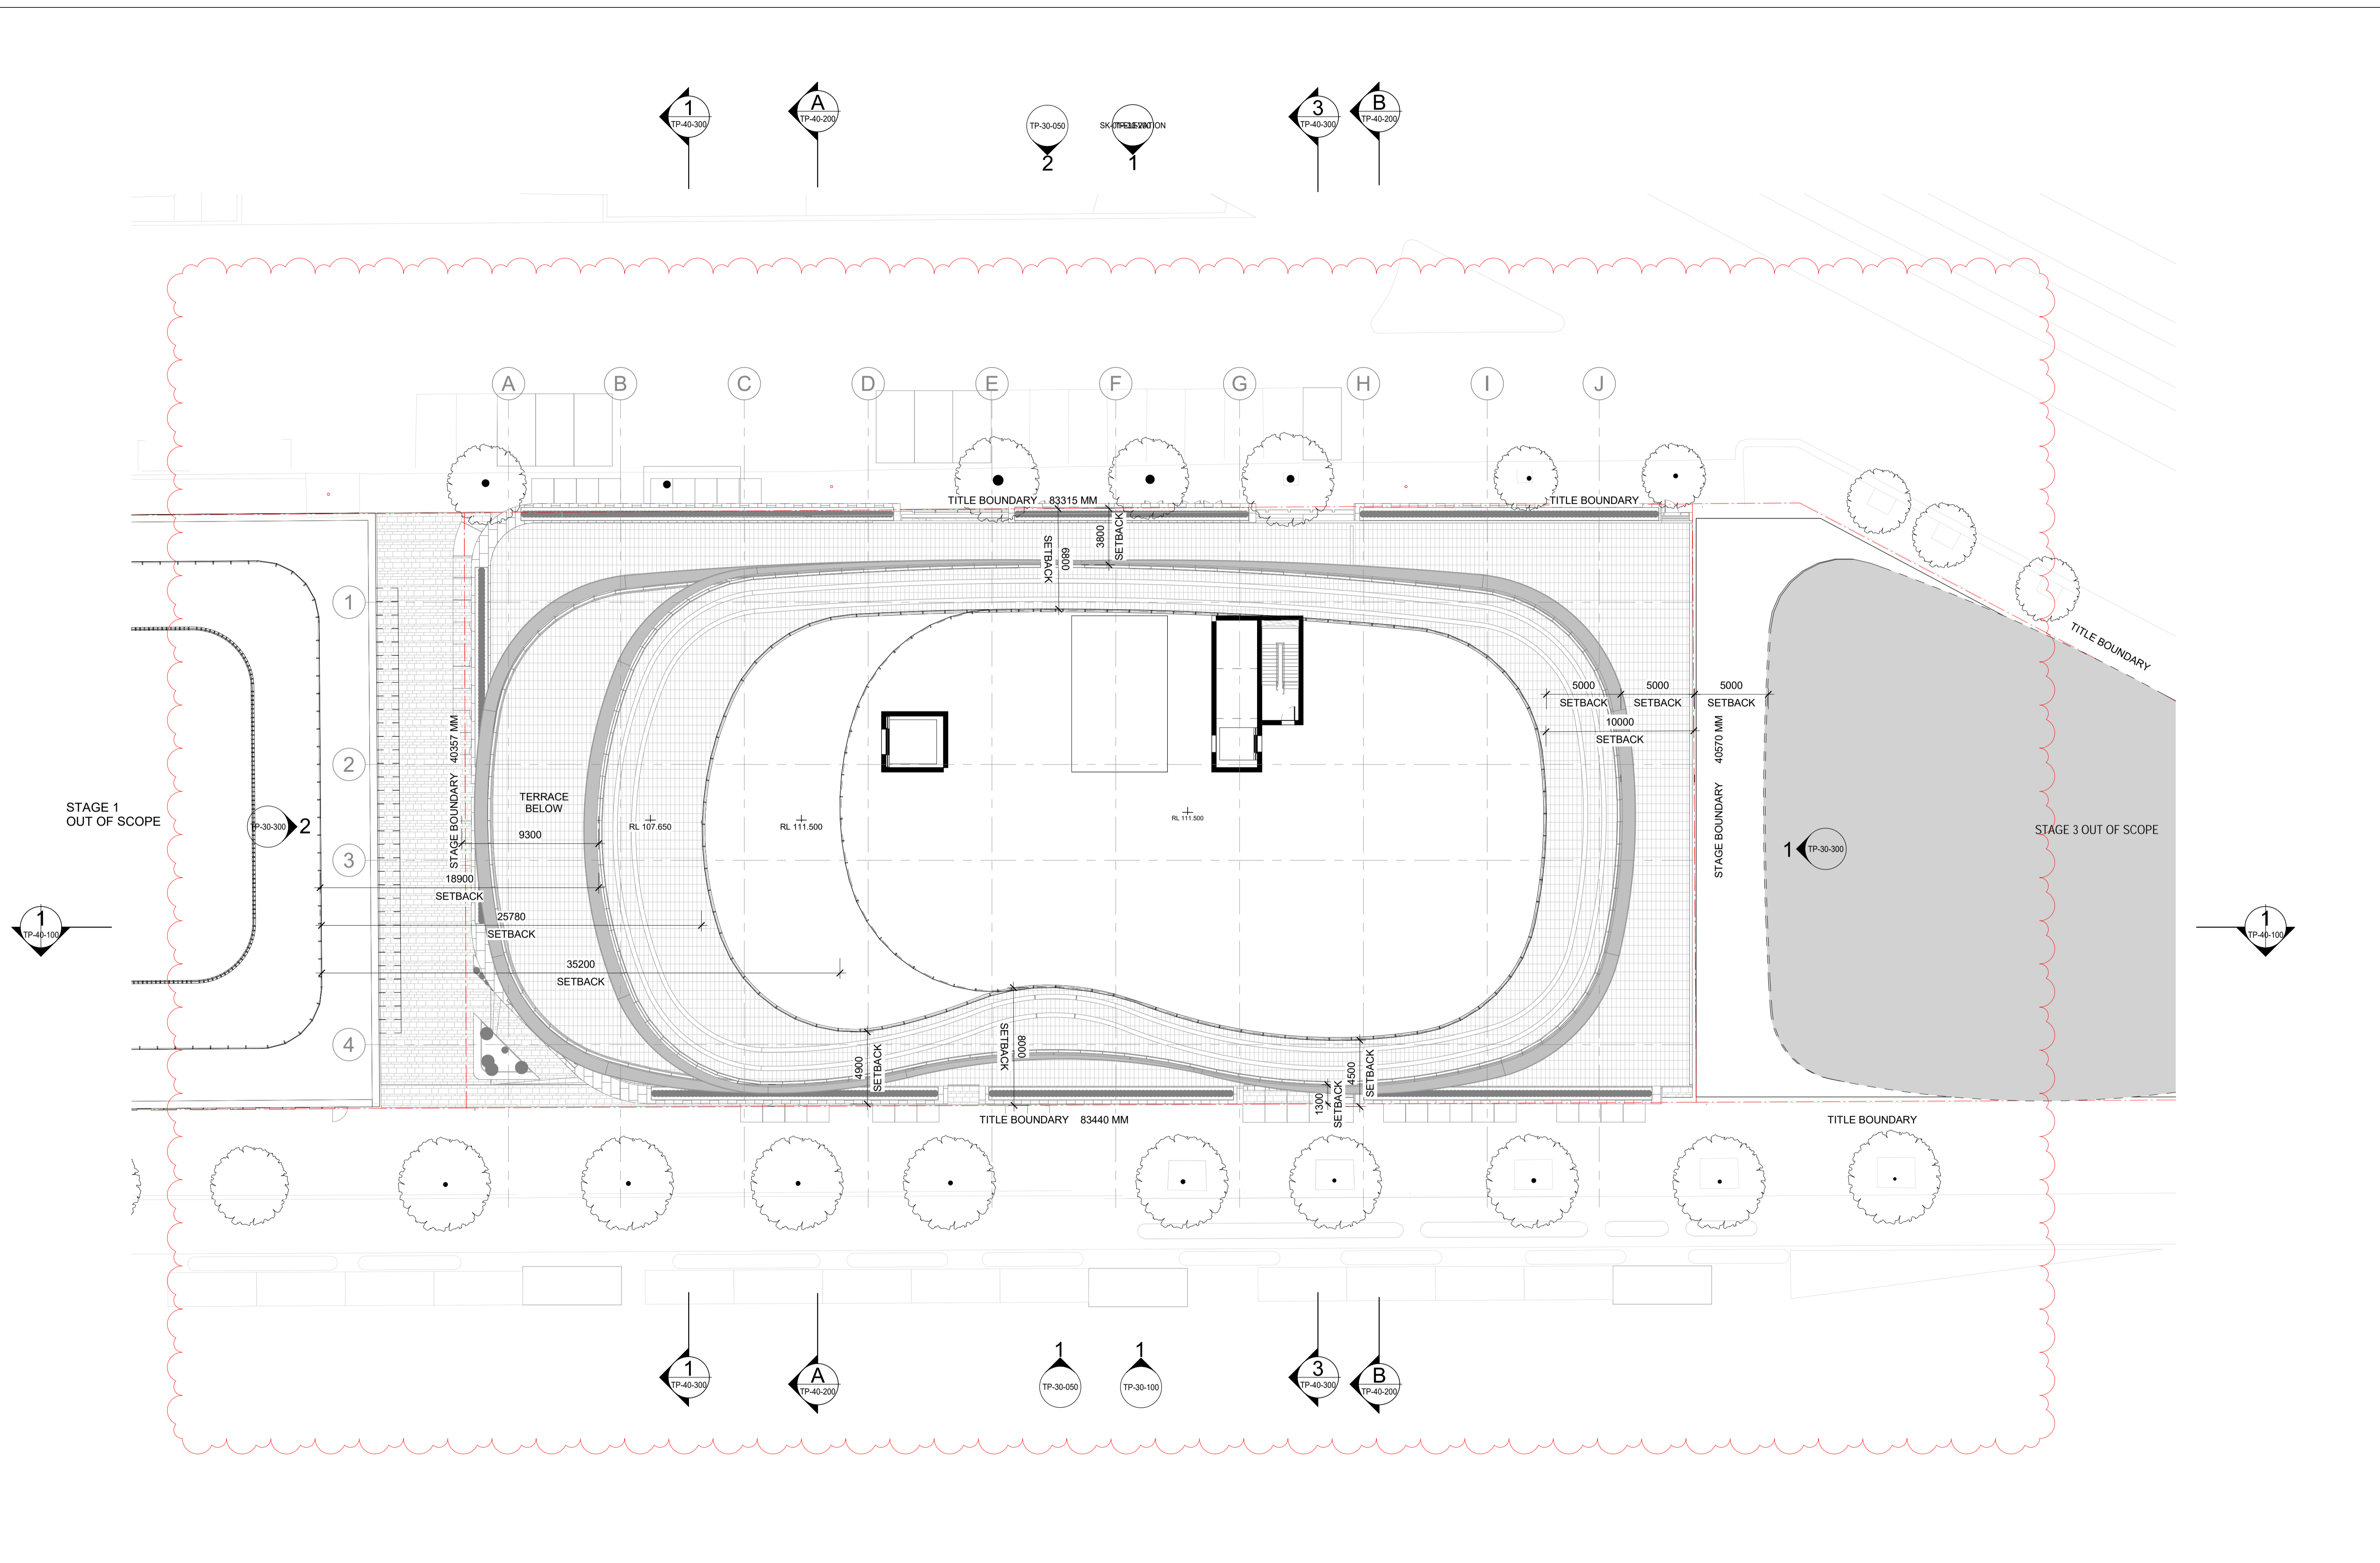 1
TP-40-300
A
TP-40-200
TP-30-050
2
1
3
TP-40-300
B
TP-40-200
A
B
C
D
E
F
G
H
I
J
TITLE BOUNDARY 83315 MM
TITLE BOUNDARY
6800
SETBACK
3800
SETBACK
1
2
3
4
TITLE BOUNDARY
5000
SETBACK
5000
SETBACK
5000
SETBACK
10000
SETBACK
STAGE BOUNDARY 40357 MM
STAGE BOUNDARY 40570 MM
STAGE 1
OUT OF SCOPE
TP-30-300
2
TERRACE
BELOW
9300
RL 107.650
RL 111.500
RL 111.500
1
TP-30-300
STAGE 3 OUT OF SCOPE
18900
SETBACK
25780
SETBACK
35200
SETBACK
1
TP-40-100
1
TP-40-100
4900
SETBACK
8000
SETBACK
1300
SETBACK
4500
SETBACK
TITLE BOUNDARY 83440 MM
TITLE BOUNDARY
1
TP-40-300
A
TP-40-200
1
TP-30-050
1
TP-30-100
3
TP-40-300
B
TP-40-200